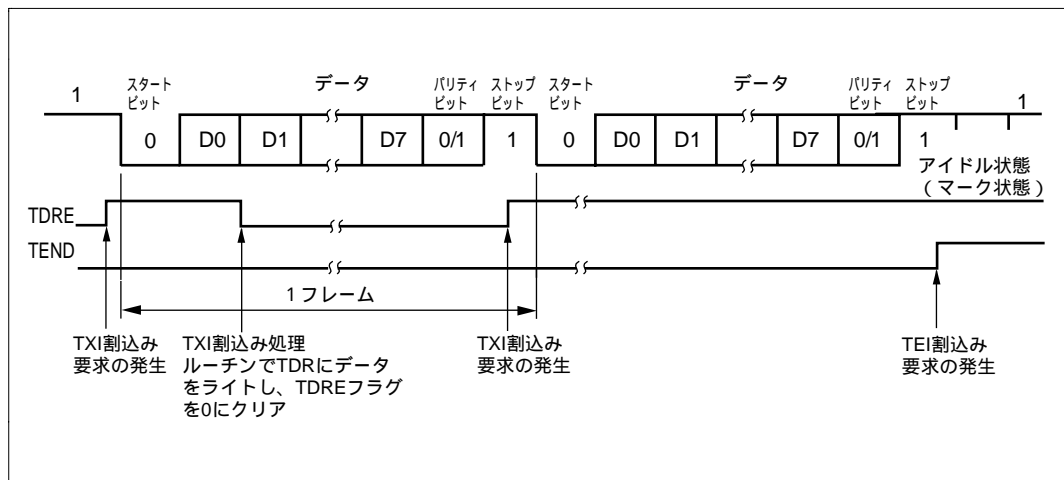 1
スタート
ビット
データ
パリティ
ビット
ストップ
ビット
スタート
ビット
データ
パリティ
ビット
ストップ
ビット
1
0
D0
D1
D7
0/1
1
0
D0
D1
D7
0/1
1
アイドル状態
(マーク状態)
TDRE
TEND
1フレーム
TXI割込み
要求の発生
TXI割込み処理
ルーチンでTDRにデータ
をライトし、TDREフラグ
を0にクリア
TXI割込み
要求の発生
TEI割込み
要求の発生